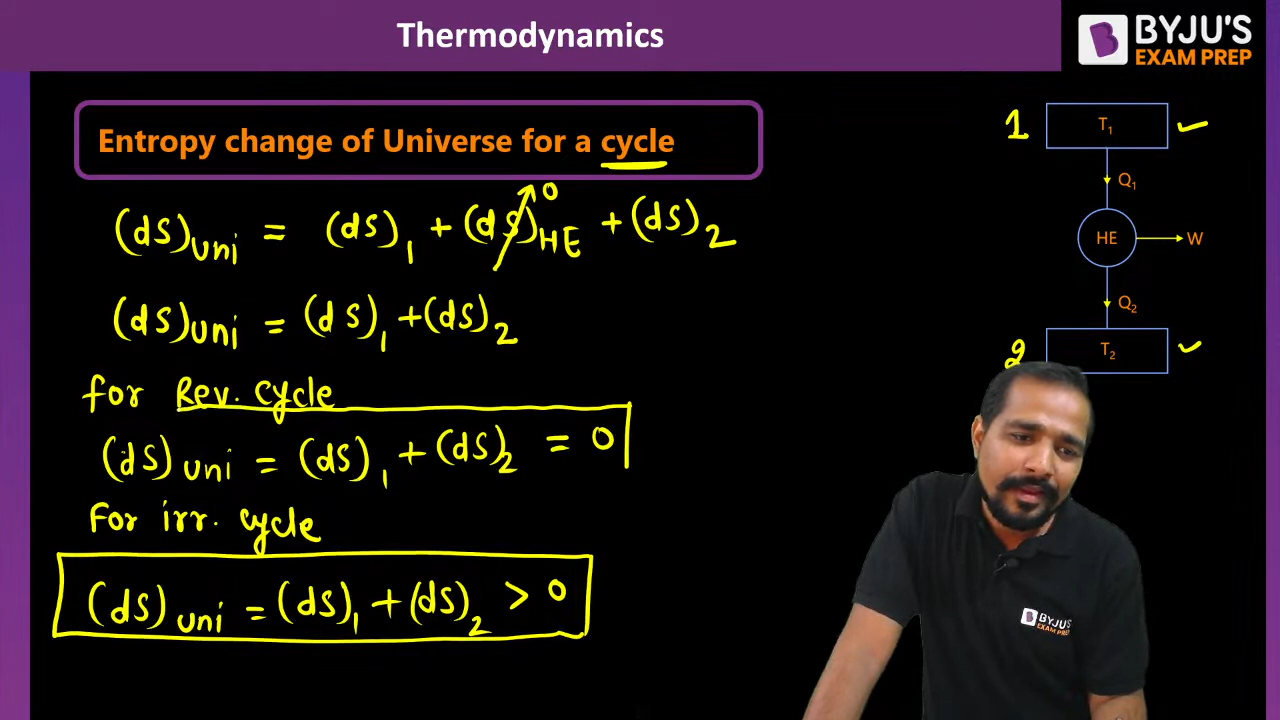 Thermodynamics
BYJU'S
EXAM PREP
Entropy change of Universe for a cycle
(ds)uni = (ds)1 + (ds)HE 0 + (ds)2
(ds)uni = (ds)1 + (ds)2
for Rev. cycle
(ds)uni = (ds)1 + (ds)2 = 0
For irr. cycle
(ds)uni = (ds)1 + (ds)2 > 0
1 T1
Q1
HE W
Q2
2 T2
BYJU'S
EXAM PREP